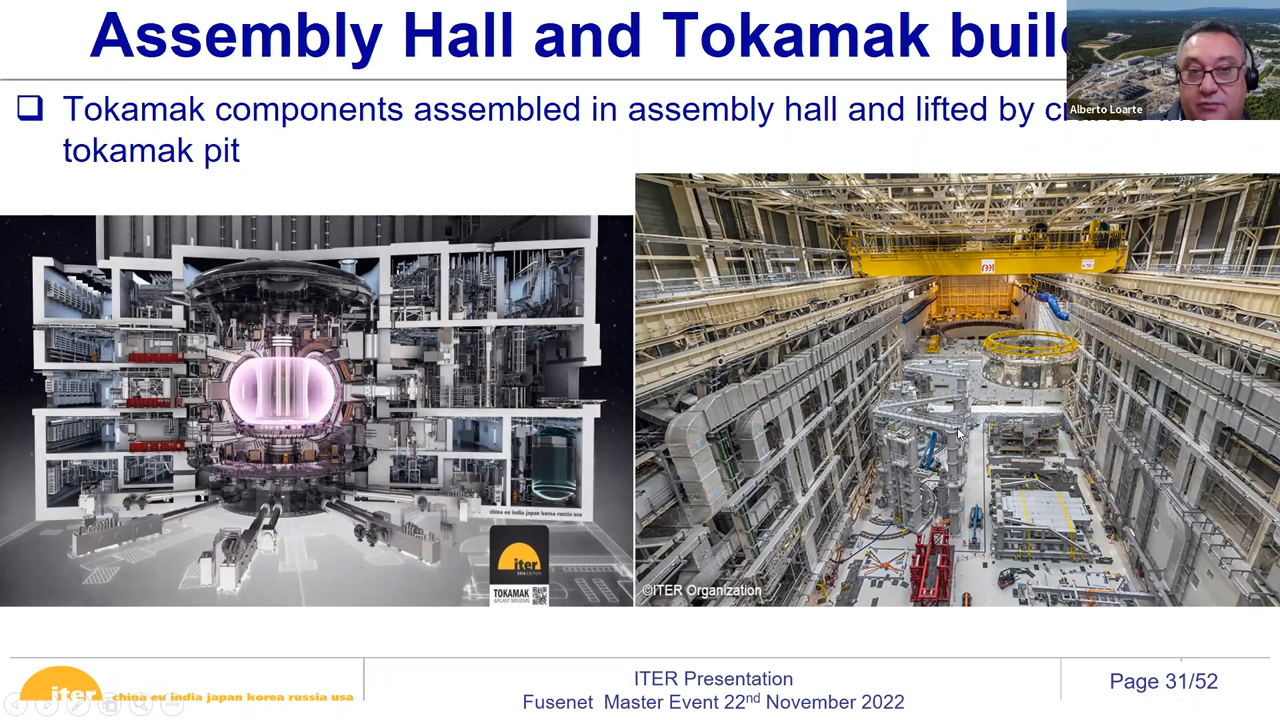 Assembly Hall and Tokamak buil
Alberto Loarte
❑ Tokamak components assembled in assembly hall and lifted by
tokamak pit
china eu india japan korea russia usa
iter
TOKAMAK
&PLANT SYSTEMS
©ITER Organization
iter china eu india japan korea russia usa
ITER Presentation
Fusenet Master Event 22nd November 2022
Page 31/52